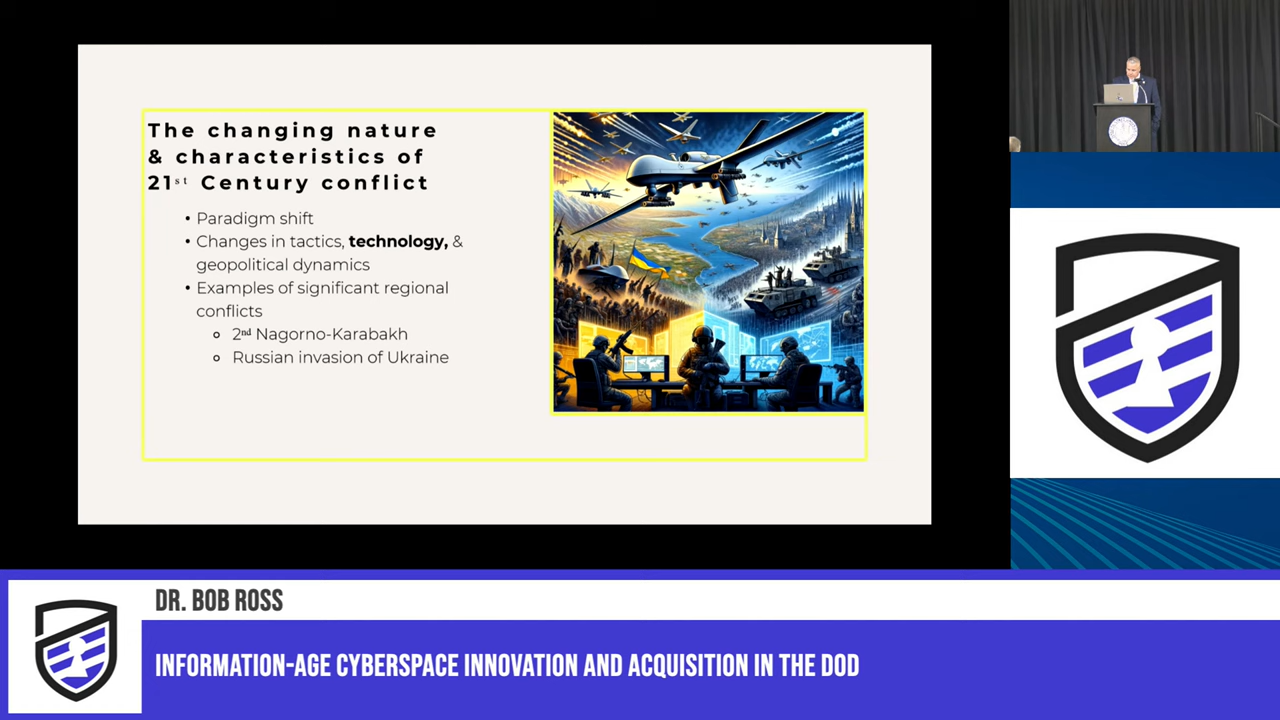 The changing nature
& characteristics of
21st Century conflict
• Paradigm shift
• Changes in tactics, technology, &
geopolitical dynamics
• Examples of significant regional
conflicts
2nd Nagorno-Karabakh
Russian invasion of Ukraine
DR. BOB ROSS
INFORMATION-AGE CYBERSPACE INNOVATION AND ACQUISITION IN THE DOD